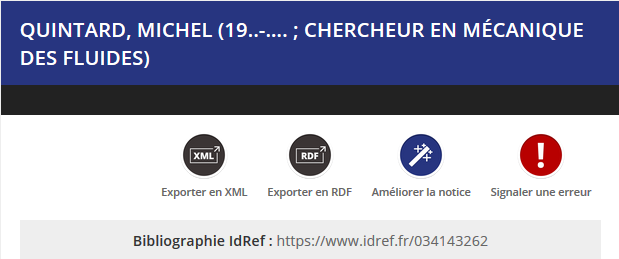 QUINTARD, MICHEL (19..-.... ; CHERCHEUR EN MÉCANIQUE
DES FLUIDES)
XML RDF !
Exporter en XML Exporter en RDF Améliorer la notice Signaler une erreur
Bibliographie IdRef : https://www.idref.fr/034143262